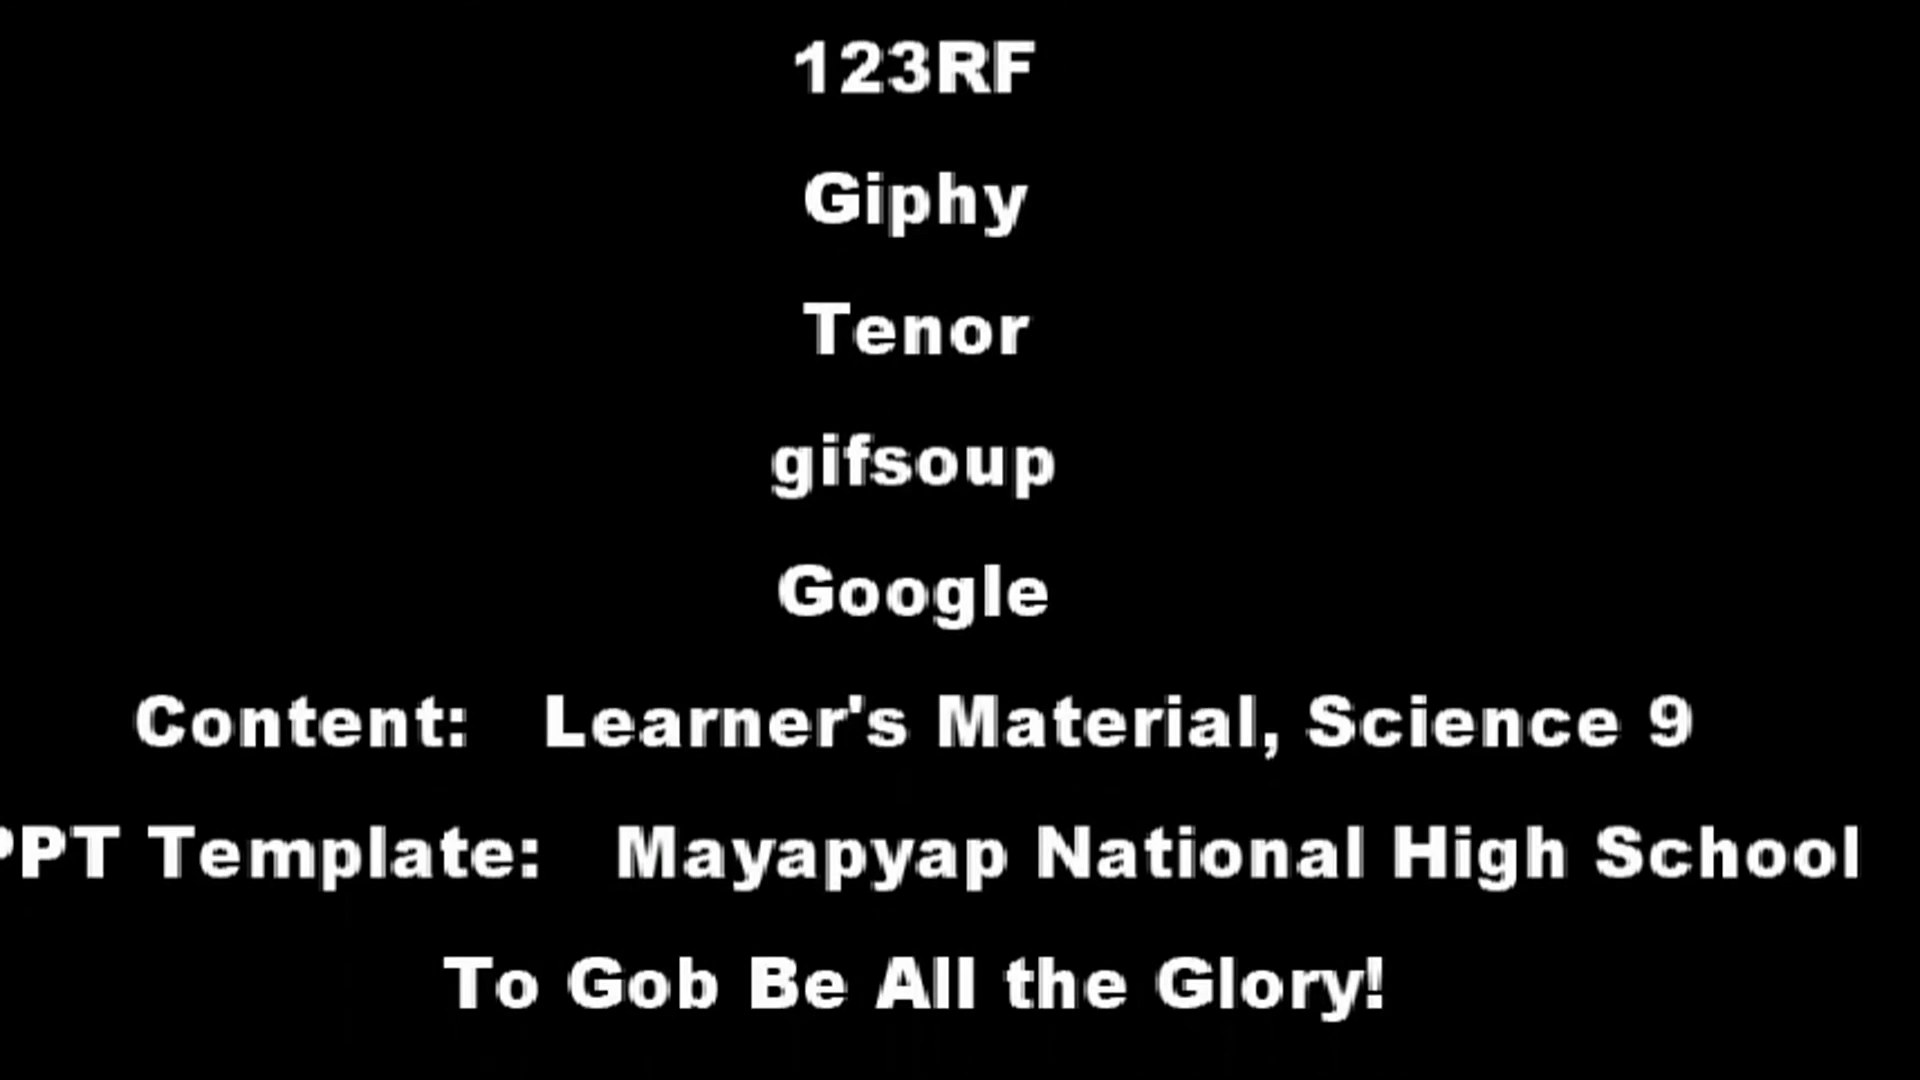 123RF
Giphy
Tenor
gifsoup
Google
Content: Learner's Material, Science 9
PPT Template: Mayapyap National High School
To Gob Be All the Glory!